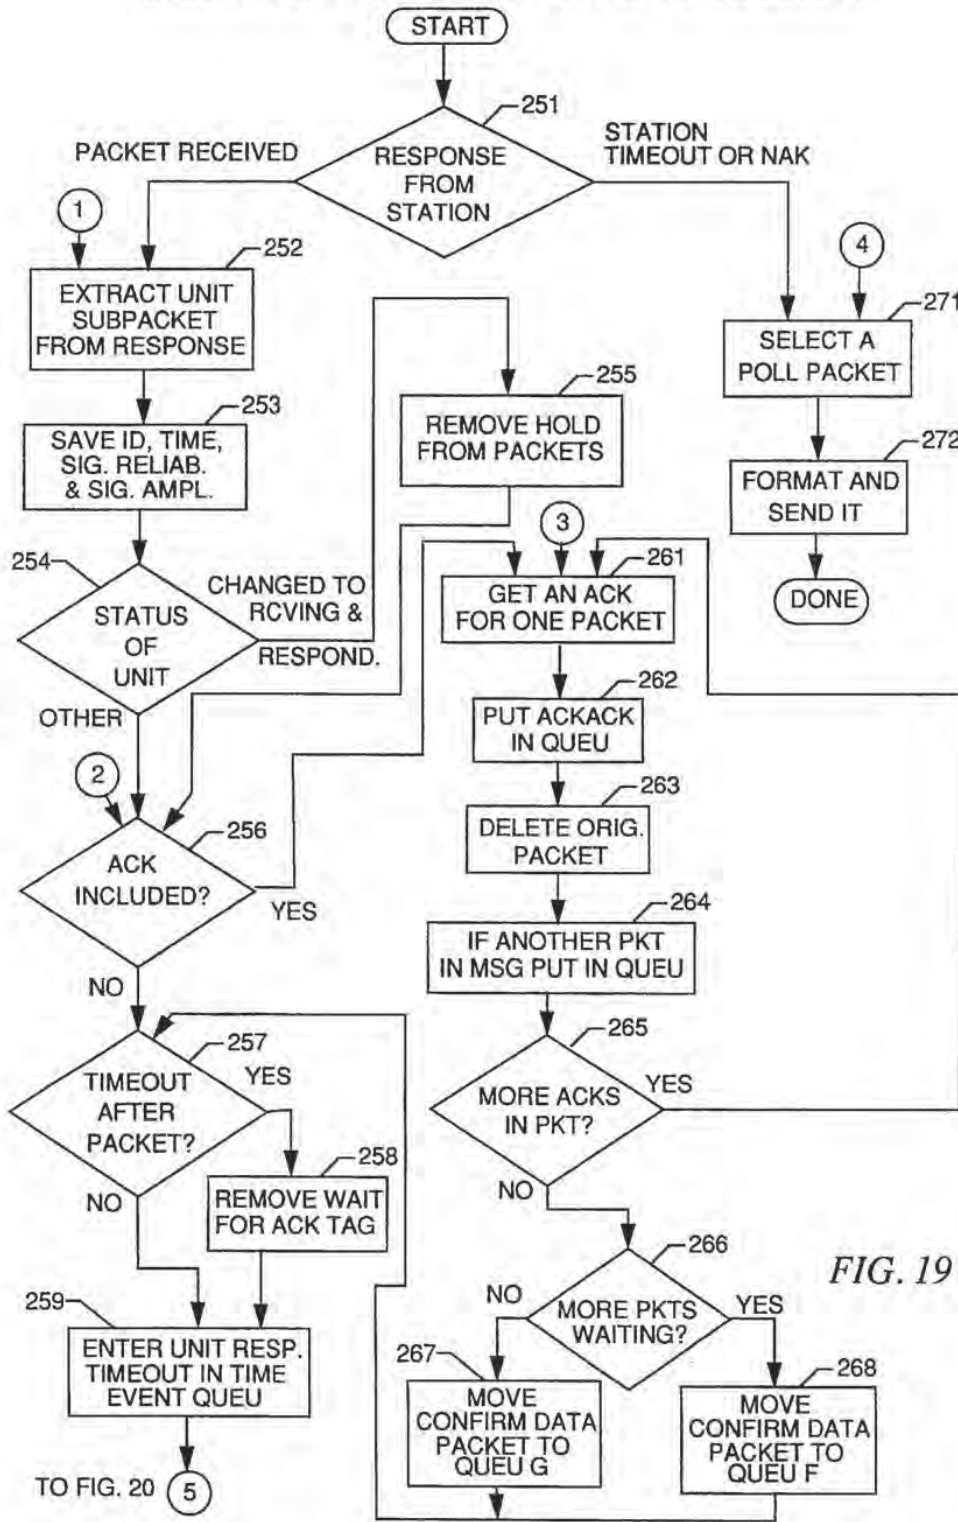 START
251
RESPONSE
FROM
STATION
PACKET RECEIVED
STATION
TIMEOUT OR NAK
1
252
EXTRACT UNIT
SUBPACKET
FROM RESPONSE
4
271
SELECT A
POLL PACKET
253
SAVE ID, TIME,
SIG. RELIAB.
& SIG. AMPL.
255
REMOVE HOLD
FROM PACKETS
272
FORMAT AND
SEND IT
DONE
254
STATUS
OF
UNIT
CHANGED TO
RCVING &
RESPOND.
OTHER
3
261
GET AN ACK
FOR ONE PACKET
262
PUT ACKACK
IN QUEU
2
256
ACK
INCLUDED?
YES
NO
263
DELETE ORIG.
PACKET
264
IF ANOTHER PKT
IN MSG PUT IN QUEU
257
TIMEOUT
AFTER
PACKET?
YES
NO
265
MORE ACKS
IN PKT?
YES
NO
258
REMOVE WAIT
FOR ACK TAG
266
MORE PKTS
WAITING?
NO
YES
FIG. 19
259
ENTER UNIT RESP.
TIMEOUT IN TIME
EVENT QUEU
267
MOVE
CONFIRM DATA
PACKET TO
QUEU G
268
MOVE
CONFIRM DATA
PACKET TO
QUEU F
TO FIG. 20
5